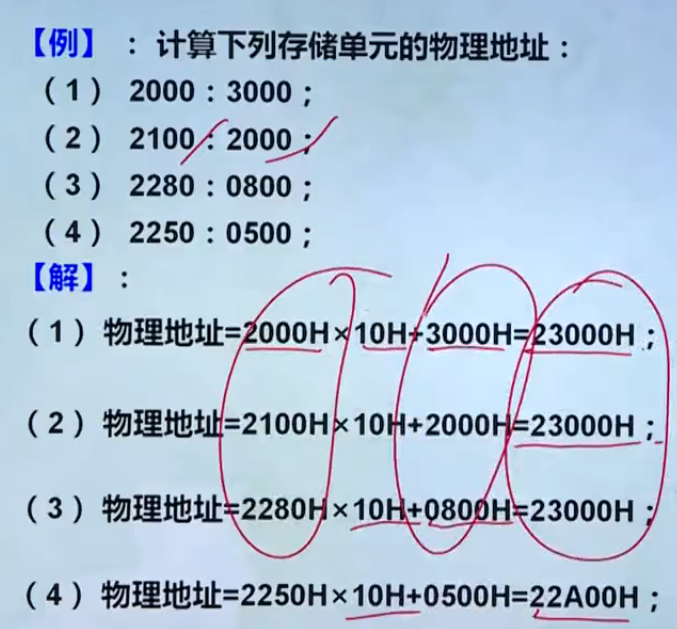 【例】 : 计算下列存储单元的物理地址:
(1) 2000:3000;
(2) 2100:2000;
(3) 2280:0800;
(4) 2250:0500;
【解】:
(1)物理地址=2000H×10H+3000H=23000H;
(2)物理地址=2100H×10H+2000H=23000H;
(3)物理地址=2280H×10H+0800H=23000H;
(4)物理地址=2250H×10H+0500H=22A00H;